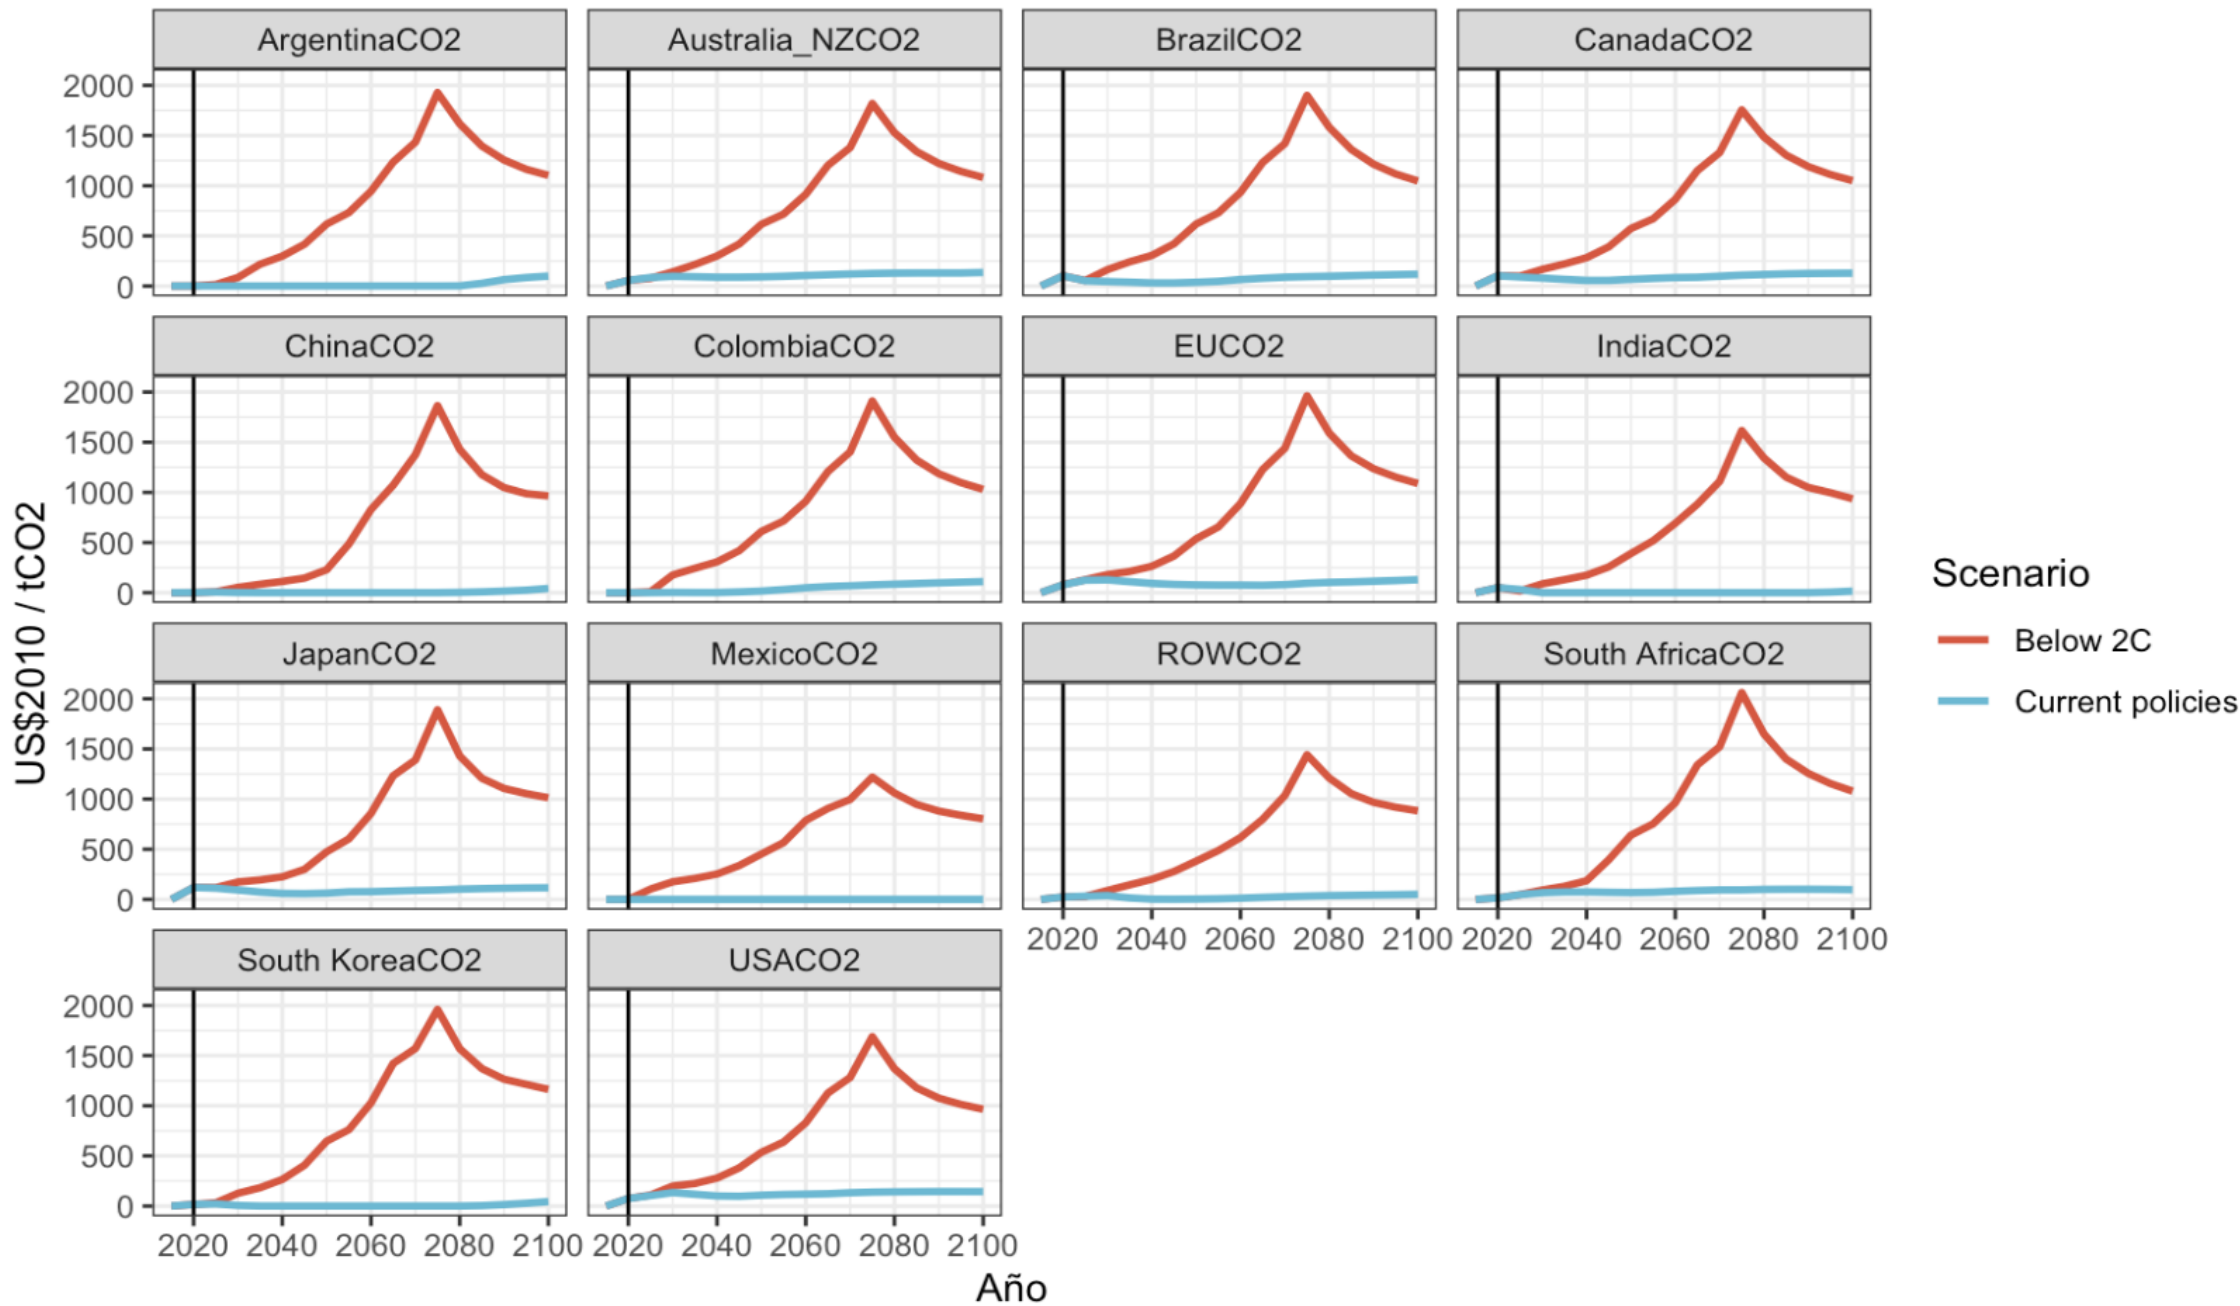 ArgentinaCO2 Australia_NZCO2 BrazilCO2 CanadaCO2
2000
1500
1000
500
0
ChinaCO2 ColombiaCO2 EUCO2 IndiaCO2
2000
1500
1000
500
0
JapanCO2 MexicoCO2 ROWCO2 South AfricaCO2
2000
1500
1000
500
0
2020 2040 2060 2080 2100 2020 2040 2060 2080 2100
South KoreaCO2 USACO2
2000
1500
1000
500
0
2020 2040 2060 2080 2100 2020 2040 2060 2080 2100
Año
US$2010 / tCO2
Scenario
Below 2C
Current policies